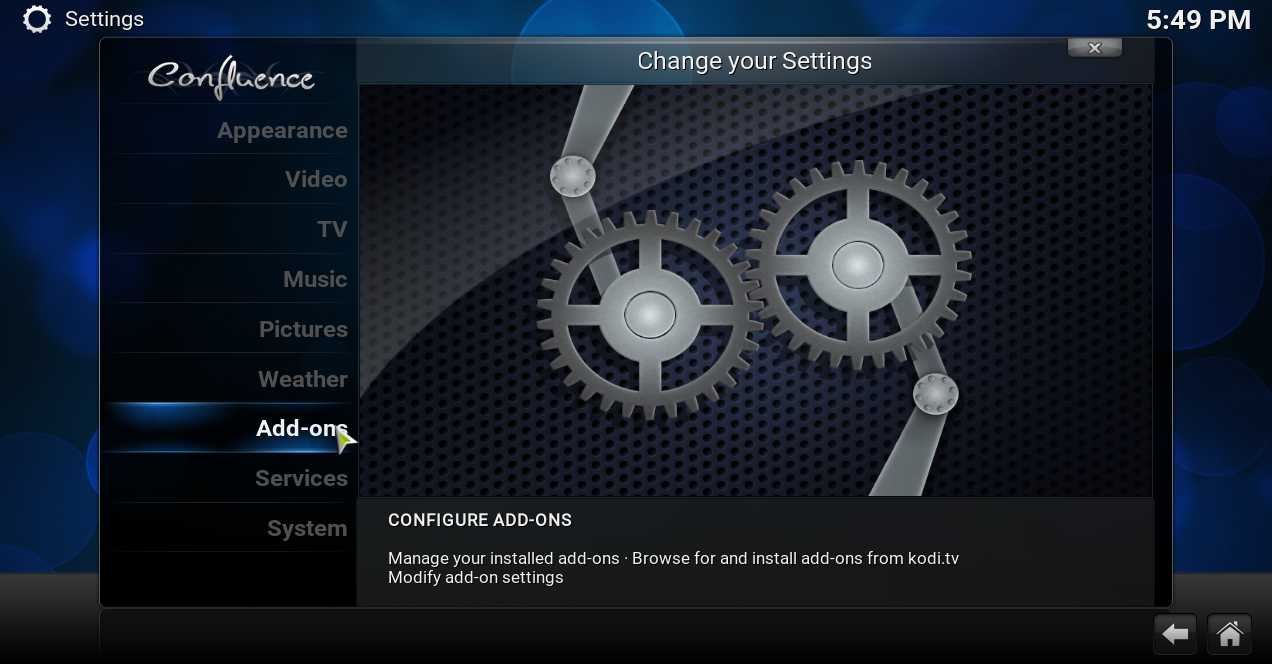 Settings
5:49 PM
Confluence
Change your Settings
Appearance
Video
TV
Music
Pictures
Weather
Add-ons
Services
System
CONFIGURE ADD-ONS
Manage your installed add-ons · Browse for and install add-ons from kodi.tv
Modify add-on settings